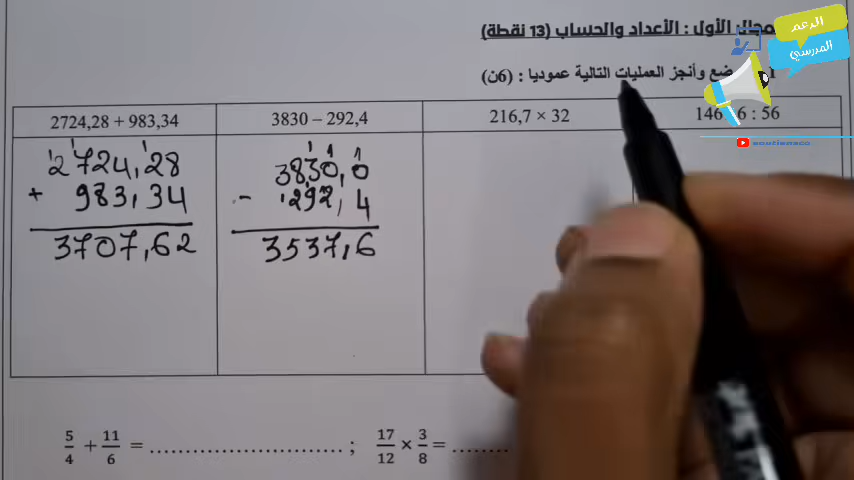 الدعم
المدرسي
مجال الأول : الأعداد والحساب (13 نقطة)
ضع وأنجز العمليات التالية عموديا : (6ن)
2724,28 + 983,34
3830 – 292,4
216,7 × 32
: 56
2724,28
+ 983,34
3707,62
3830,0
- 292,4
3537,6
5/4 + 11/6 = ........................... ; 17/12 × 3/8 = ........